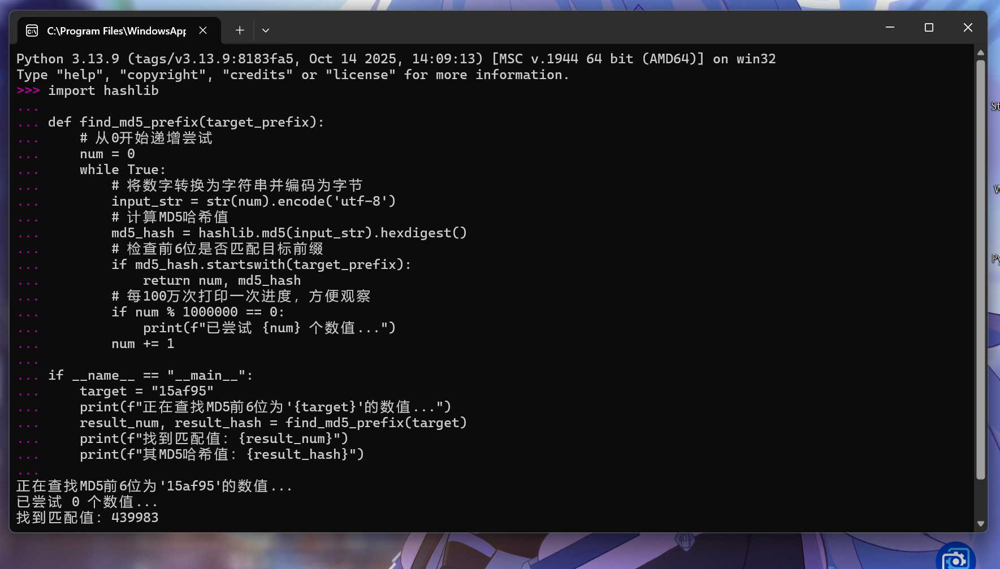 C:\Program Files\WindowsApp
Python 3.13.9 (tags/v3.13.9:8183fa5, Oct 14 2025, 14:09:13) [MSC v.1944 64 bit (AMD64)] on win32
Type "help", "copyright", "credits" or "license" for more information.
>>> import hashlib
...
... def find_md5_prefix(target_prefix):
...     # 从0开始递增尝试
...     num = 0
...     while True:
...         # 将数字转换为字符串并编码为字节
...         input_str = str(num).encode('utf-8')
...         # 计算MD5哈希值
...         md5_hash = hashlib.md5(input_str).hexdigest()
...         # 检查前6位是否匹配目标前缀
...         if md5_hash.startswith(target_prefix):
...             return num, md5_hash
...         # 每100万次打印一次进度，方便观察
...         if num % 1000000 == 0:
...             print(f"已尝试 {num} 个数值...")
...         num += 1
...
... if __name__ == "__main__":
...     target = "15af95"
...     print(f"正在查找MD5前6位为'{target}'的数值...")
...     result_num, result_hash = find_md5_prefix(target)
...     print(f"找到匹配值：{result_num}")
...     print(f"其MD5哈希值：{result_hash}")
...
正在查找MD5前6位为'15af95'的数值...
已尝试 0 个数值...
找到匹配值：439983
St
Py